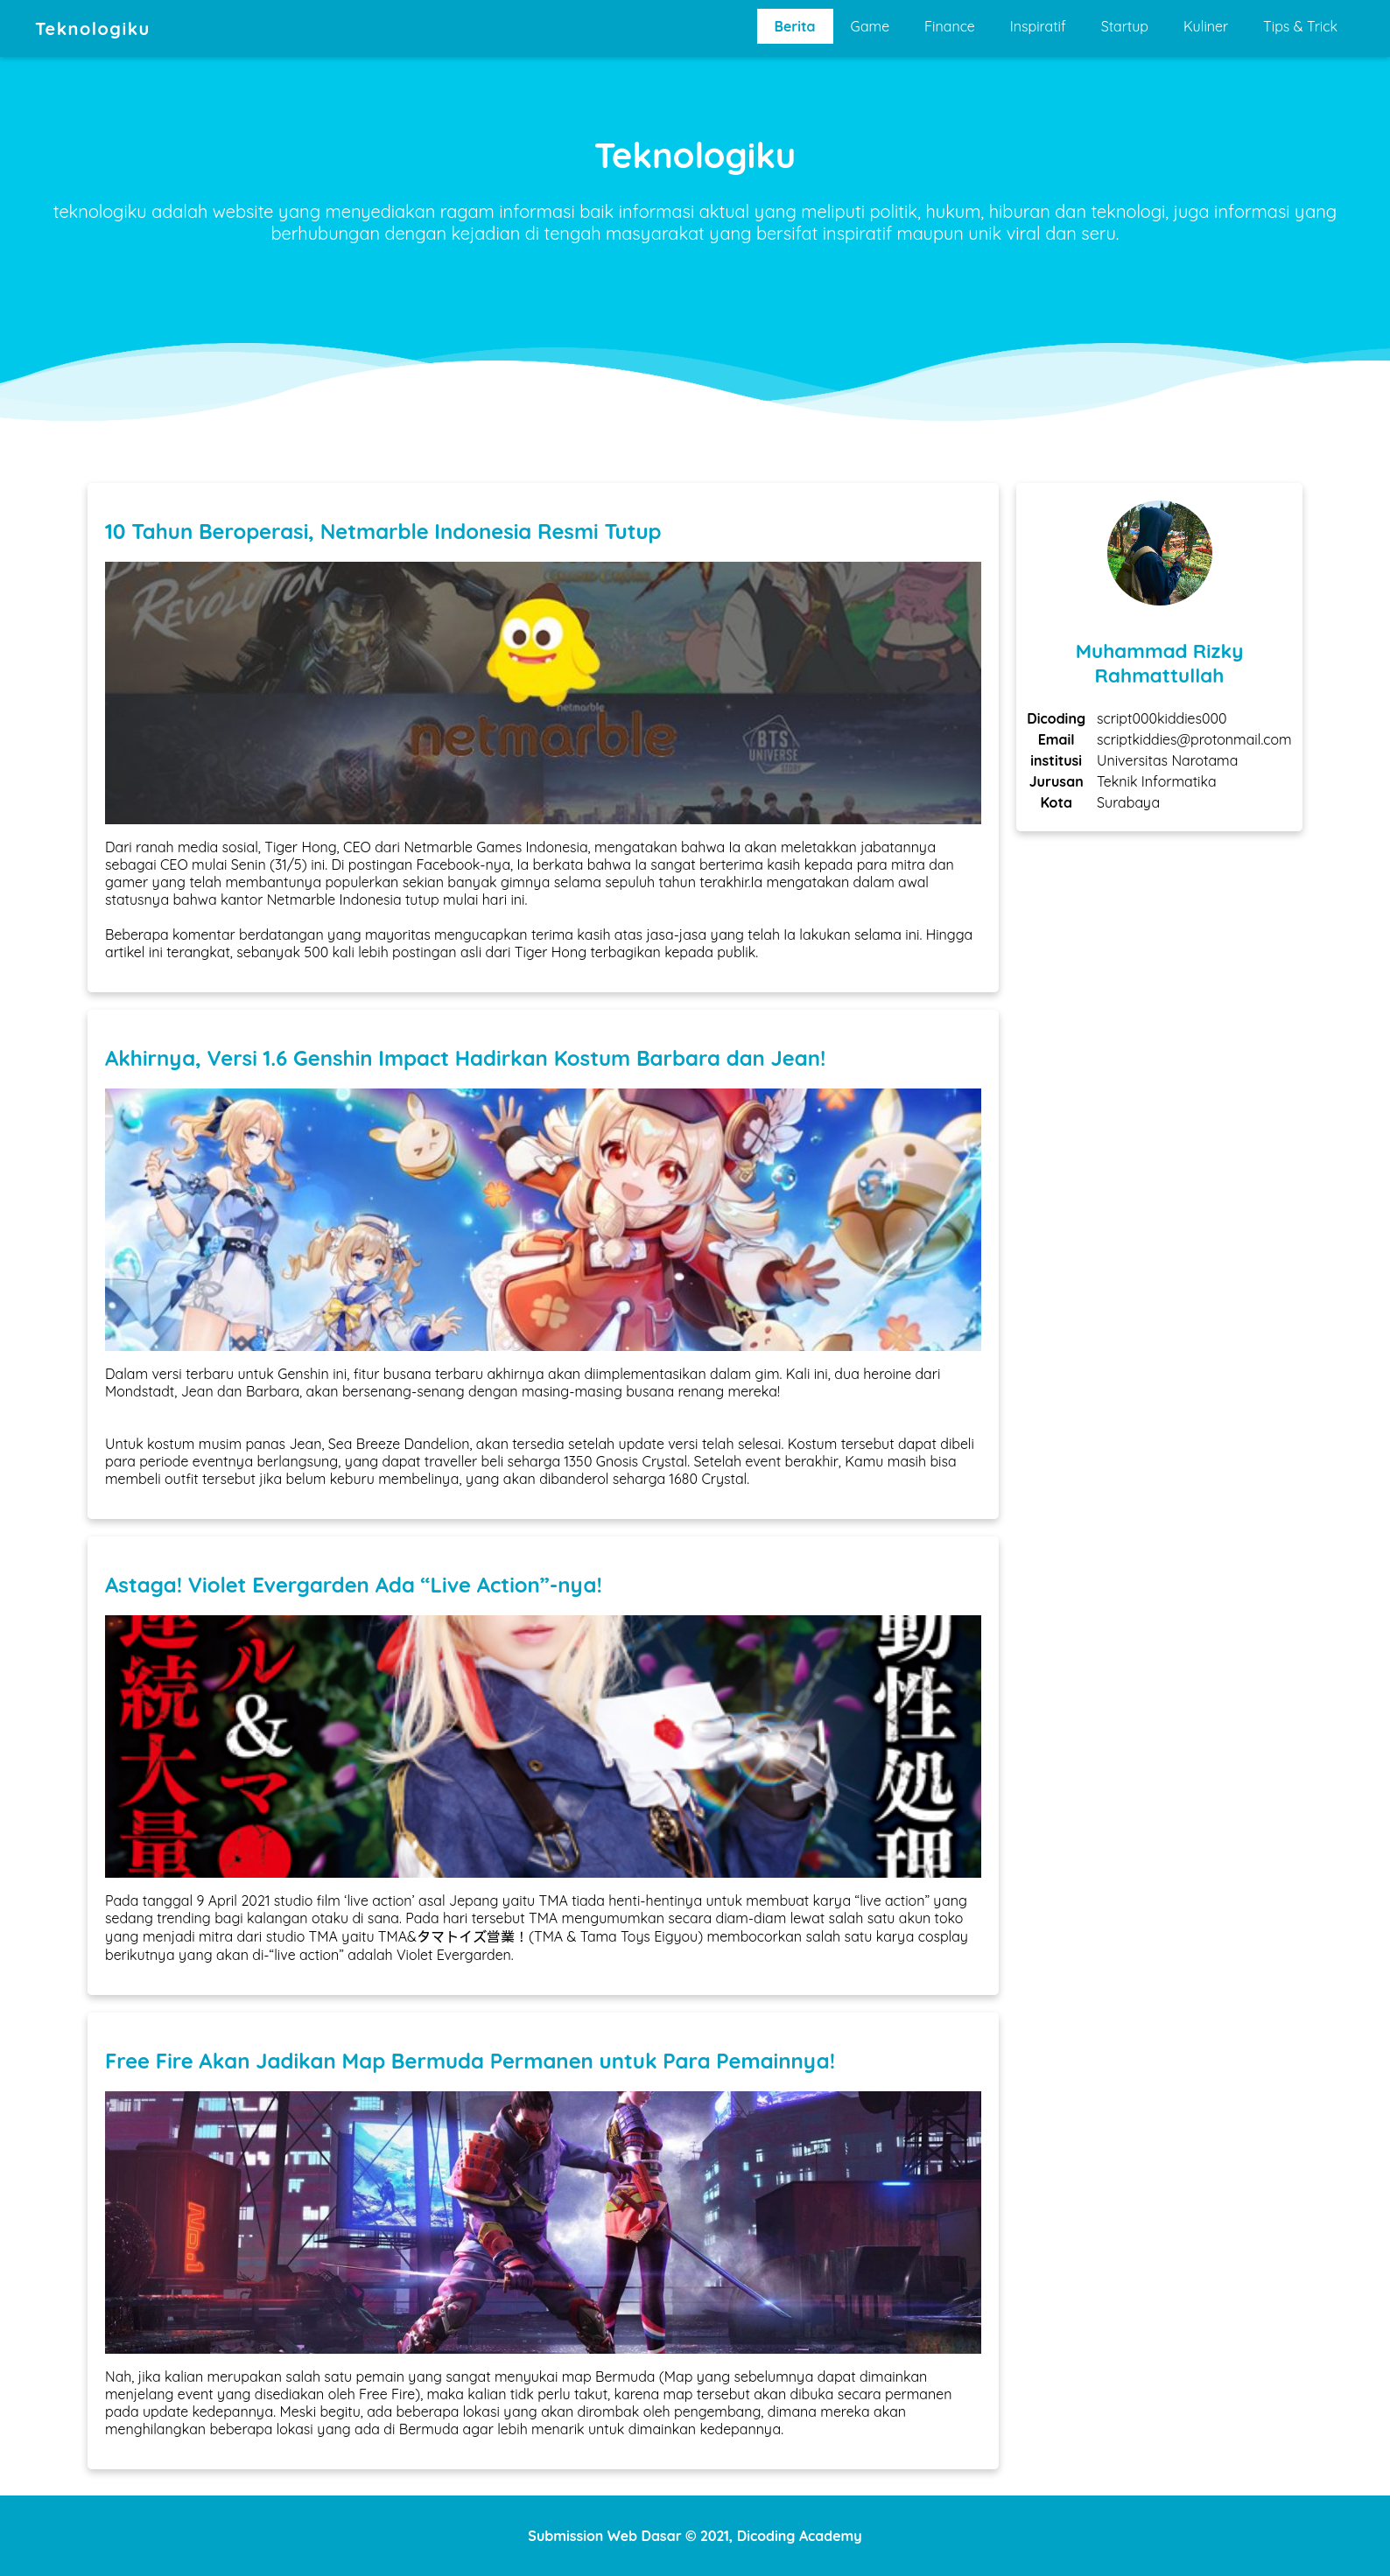 Teknologiku
Berita Game Finance Inspiratif Startup Kuliner Tips & Trick
Teknologiku
teknologiku adalah website yang menyediakan ragam informasi baik informasi aktual yang meliputi politik, hukum, hiburan dan teknologi, juga informasi yang
berhubungan dengan kejadian di tengah masyarakat yang bersifat inspiratif maupun unik viral dan seru.
10 Tahun Beroperasi, Netmarble Indonesia Resmi Tutup
REVOLUTION
netmarble
netmarble
BTS
UNIVERSE
STORY
Dari ranah media sosial, Tiger Hong, CEO dari Netmarble Games Indonesia, mengatakan bahwa Ia akan meletakkan jabatannya
sebagai CEO mulai Senin (31/5) ini. Di postingan Facebook-nya, Ia berkata bahwa Ia sangat berterima kasih kepada para mitra dan
gamer yang telah membantunya populerkan sekian banyak gimnya selama sepuluh tahun terakhir.Ia mengatakan dalam awal
statusnya bahwa kantor Netmarble Indonesia tutup mulai hari ini.
Beberapa komentar berdatangan yang mayoritas mengucapkan terima kasih atas jasa-jasa yang telah Ia lakukan selama ini. Hingga
artikel ini terangkat, sebanyak 500 kali lebih postingan asli dari Tiger Hong terbagikan kepada publik.
Akhirnya, Versi 1.6 Genshin Impact Hadirkan Kostum Barbara dan Jean!
Dalam versi terbaru untuk Genshin ini, fitur busana terbaru akhirnya akan diimplementasikan dalam gim. Kali ini, dua heroine dari
Mondstadt, Jean dan Barbara, akan bersenang-senang dengan masing-masing busana renang mereka!
Untuk kostum musim panas Jean, Sea Breeze Dandelion, akan tersedia setelah update versi telah selesai. Kostum tersebut dapat dibeli
para periode eventnya berlangsung, yang dapat traveller beli seharga 1350 Gnosis Crystal. Setelah event berakhir, Kamu masih bisa
membeli outfit tersebut jika belum keburu membelinya, yang akan dibanderol seharga 1680 Crystal.
Astaga! Violet Evergarden Ada “Live Action”-nya!
連続大量
ル&マ
動性処理
Pada tanggal 9 April 2021 studio film ‘live action’ asal Jepang yaitu TMA tiada henti-hentinya untuk membuat karya “live action” yang
sedang trending bagi kalangan otaku di sana. Pada hari tersebut TMA mengumumkan secara diam-diam lewat salah satu akun toko
yang menjadi mitra dari studio TMA yaitu TMA&タマトイズ営業！(TMA & Tama Toys Eigyou) membocorkan salah satu karya cosplay
berikutnya yang akan di-“live action” adalah Violet Evergarden.
Free Fire Akan Jadikan Map Bermuda Permanen untuk Para Pemainnya!
No.1
Nah, jika kalian merupakan salah satu pemain yang sangat menyukai map Bermuda (Map yang sebelumnya dapat dimainkan
menjelang event yang disediakan oleh Free Fire), maka kalian tidk perlu takut, karena map tersebut akan dibuka secara permanen
pada update kedepannya. Meski begitu, ada beberapa lokasi yang akan dirombak oleh pengembang, dimana mereka akan
menghilangkan beberapa lokasi yang ada di Bermuda agar lebih menarik untuk dimainkan kedepannya.
Muhammad Rizky
Rahmattullah
Dicoding script000kiddies000
Email scriptkiddies@protonmail.com
institusi Universitas Narotama
Jurusan Teknik Informatika
Kota Surabaya
Submission Web Dasar © 2021, Dicoding Academy